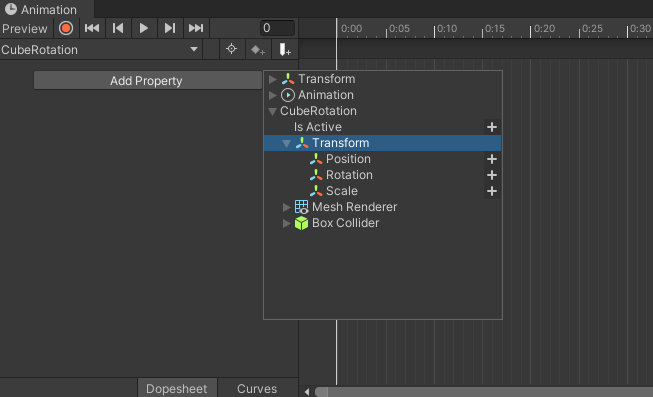 Animation
Preview 0 0:00 0:05 0:10 0:15 0:20 0:25 0:30
CubeRotation
Add Property
Transform
Animation
CubeRotation
Is Active
Transform
Position
Rotation
Scale
Mesh Renderer
Box Collider
Dopesheet Curves